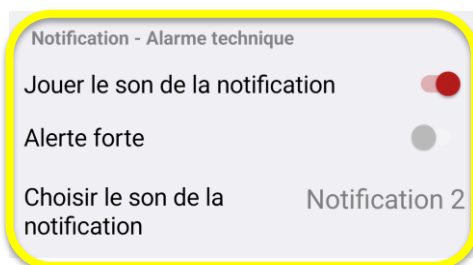 Notification - Alarme technique
Jouer le son de la notification
Alerte forte
Choisir le son de la
notification
Notification 2